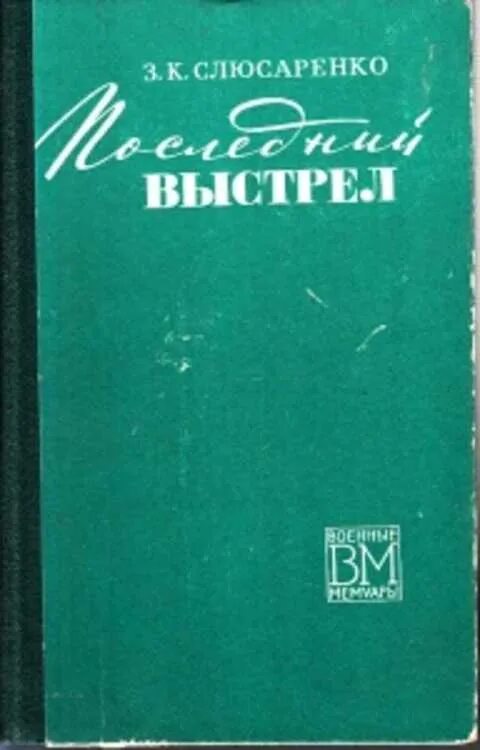 З. К. СЛЮСАРЕНКО
Последний
ВЫСТРЕЛ
ВОЕННЫЕ
ВМ
МЕМУАРЫ